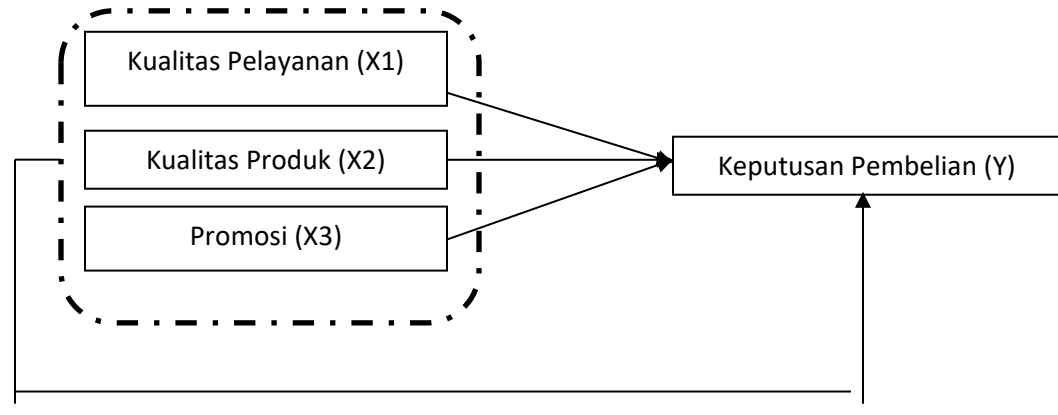 Kualitas Pelayanan (X1)
Kualitas Produk (X2)
Keputusan Pembelian (Y)
Promosi (X3)